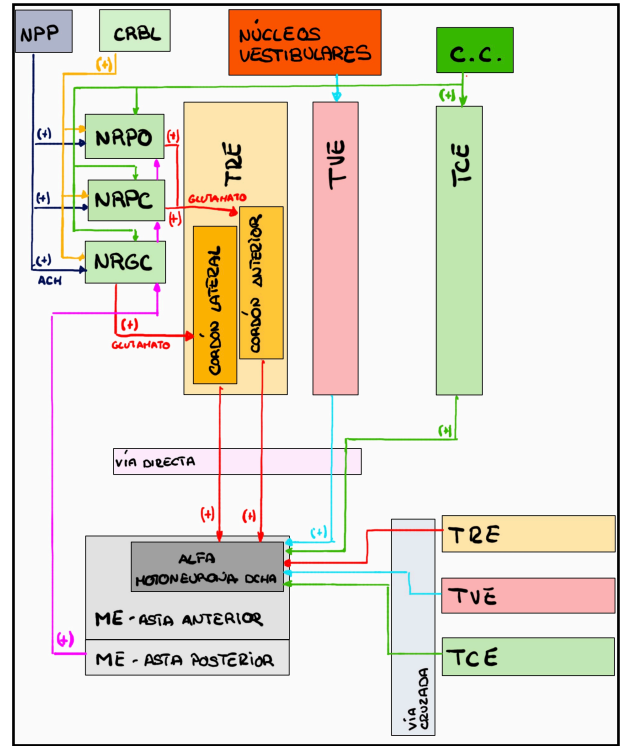 NPP
CRBL
NÚCLEOS
VESTIBULARES
C.C.
(+)
(+)
(+)
NRPO
(+)
(+)
NRPC
(+)
GLUTAMATO
(+)
ACH
NRGC
(+)
GLUTAMATO
TRE
CORDÓN LATERAL
CORDÓN ANTERIOR
TVE
TCE
(+)
VÍA DIRECTA
(+)
(+)
(+)
ALFA
MOTONEURONA DCHA
ME - ASTA ANTERIOR
(+)
ME - ASTA POSTERIOR
VÍA
CRUZADA
TRE
TVE
TCE